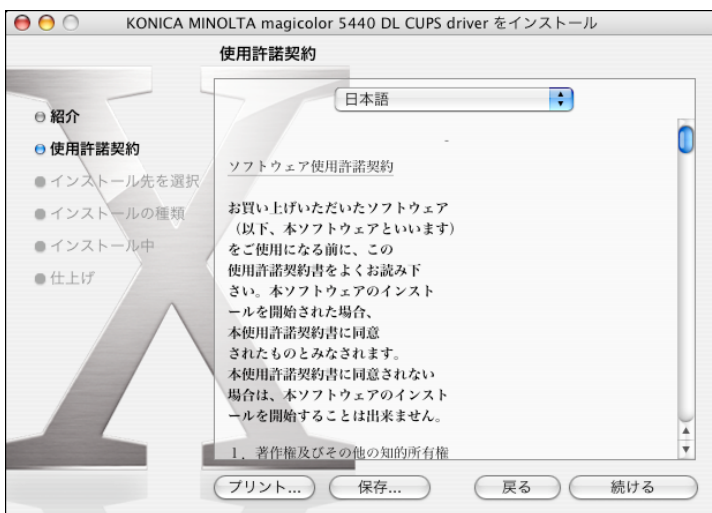 KONICA MINOLTA magicolor 5440 DL CUPS driver をインストール
使用許諾契約
紹介
使用許諾契約
インストール先を選択
インストールの種類
インストール中
仕上げ
日本語
-
ソフトウェア使用許諾契約
お買い上げいただいたソフトウェア
（以下、本ソフトウェアといいます）
をご使用になる前に、この
使用許諾契約書をよくお読み下
さい。本ソフトウェアのインスト
ールを開始された場合、
本使用許諾契約書に同意
されたものとみなされます。
本使用許諾契約書に同意されない
場合は、本ソフトウェアのインスト
ールを開始することは出来ません。
1．著作権及びその他の知的所有権
プリント...
保存...
戻る
続ける